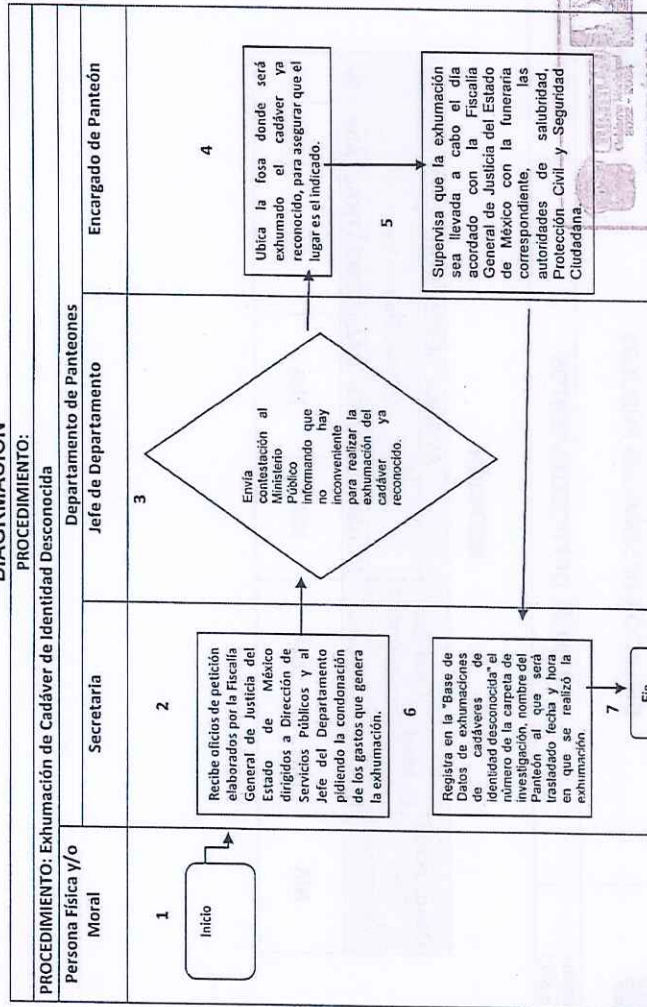 DIAGRMACIÓN
PROCEDIMIENTO:
PROCEDIMIENTO: Exhumación de Cadáver de Identidad Desconocida
Persona Física y/o
Moral
Departamento de Panteones
Secretaria
Jefe de Departamento
Encargado de Panteón
1
Inicio
2
Recibe oficios de petición
elaborados por la Fiscalía
General de Justicia del
Estado de México
dirigidos a Dirección de
Servicios Públicos y al
Jefe del Departamento
pidiendo la condonación
de los gastos que genera
la exhumación.
3
Envía
contestación al
Ministerio
Público
informando que
no hay
inconveniente
para realizar la
exhumación del
cadáver ya
reconocido.
4
Ubica la fosa donde será
exhumado el cadáver ya
reconocido, para asegurar que el
lugar es el indicado.
5
Supervisa que la exhumación
sea llevada a cabo el día
acordado con la Fiscalía
General de Justicia del Estado
de México con la funeraria
correspondiente, las
autoridades de salubridad,
Protección Civil y Seguridad
Ciudadana.
6
Registra en la "Base de
Datos de exhumaciones
de cadáveres de
identidad desconocida" el
número de la carpeta de
investigación, nombre del
Panteón al que será
trasladado fecha y hora
en que se realizó la
exhumación.
7
Fin